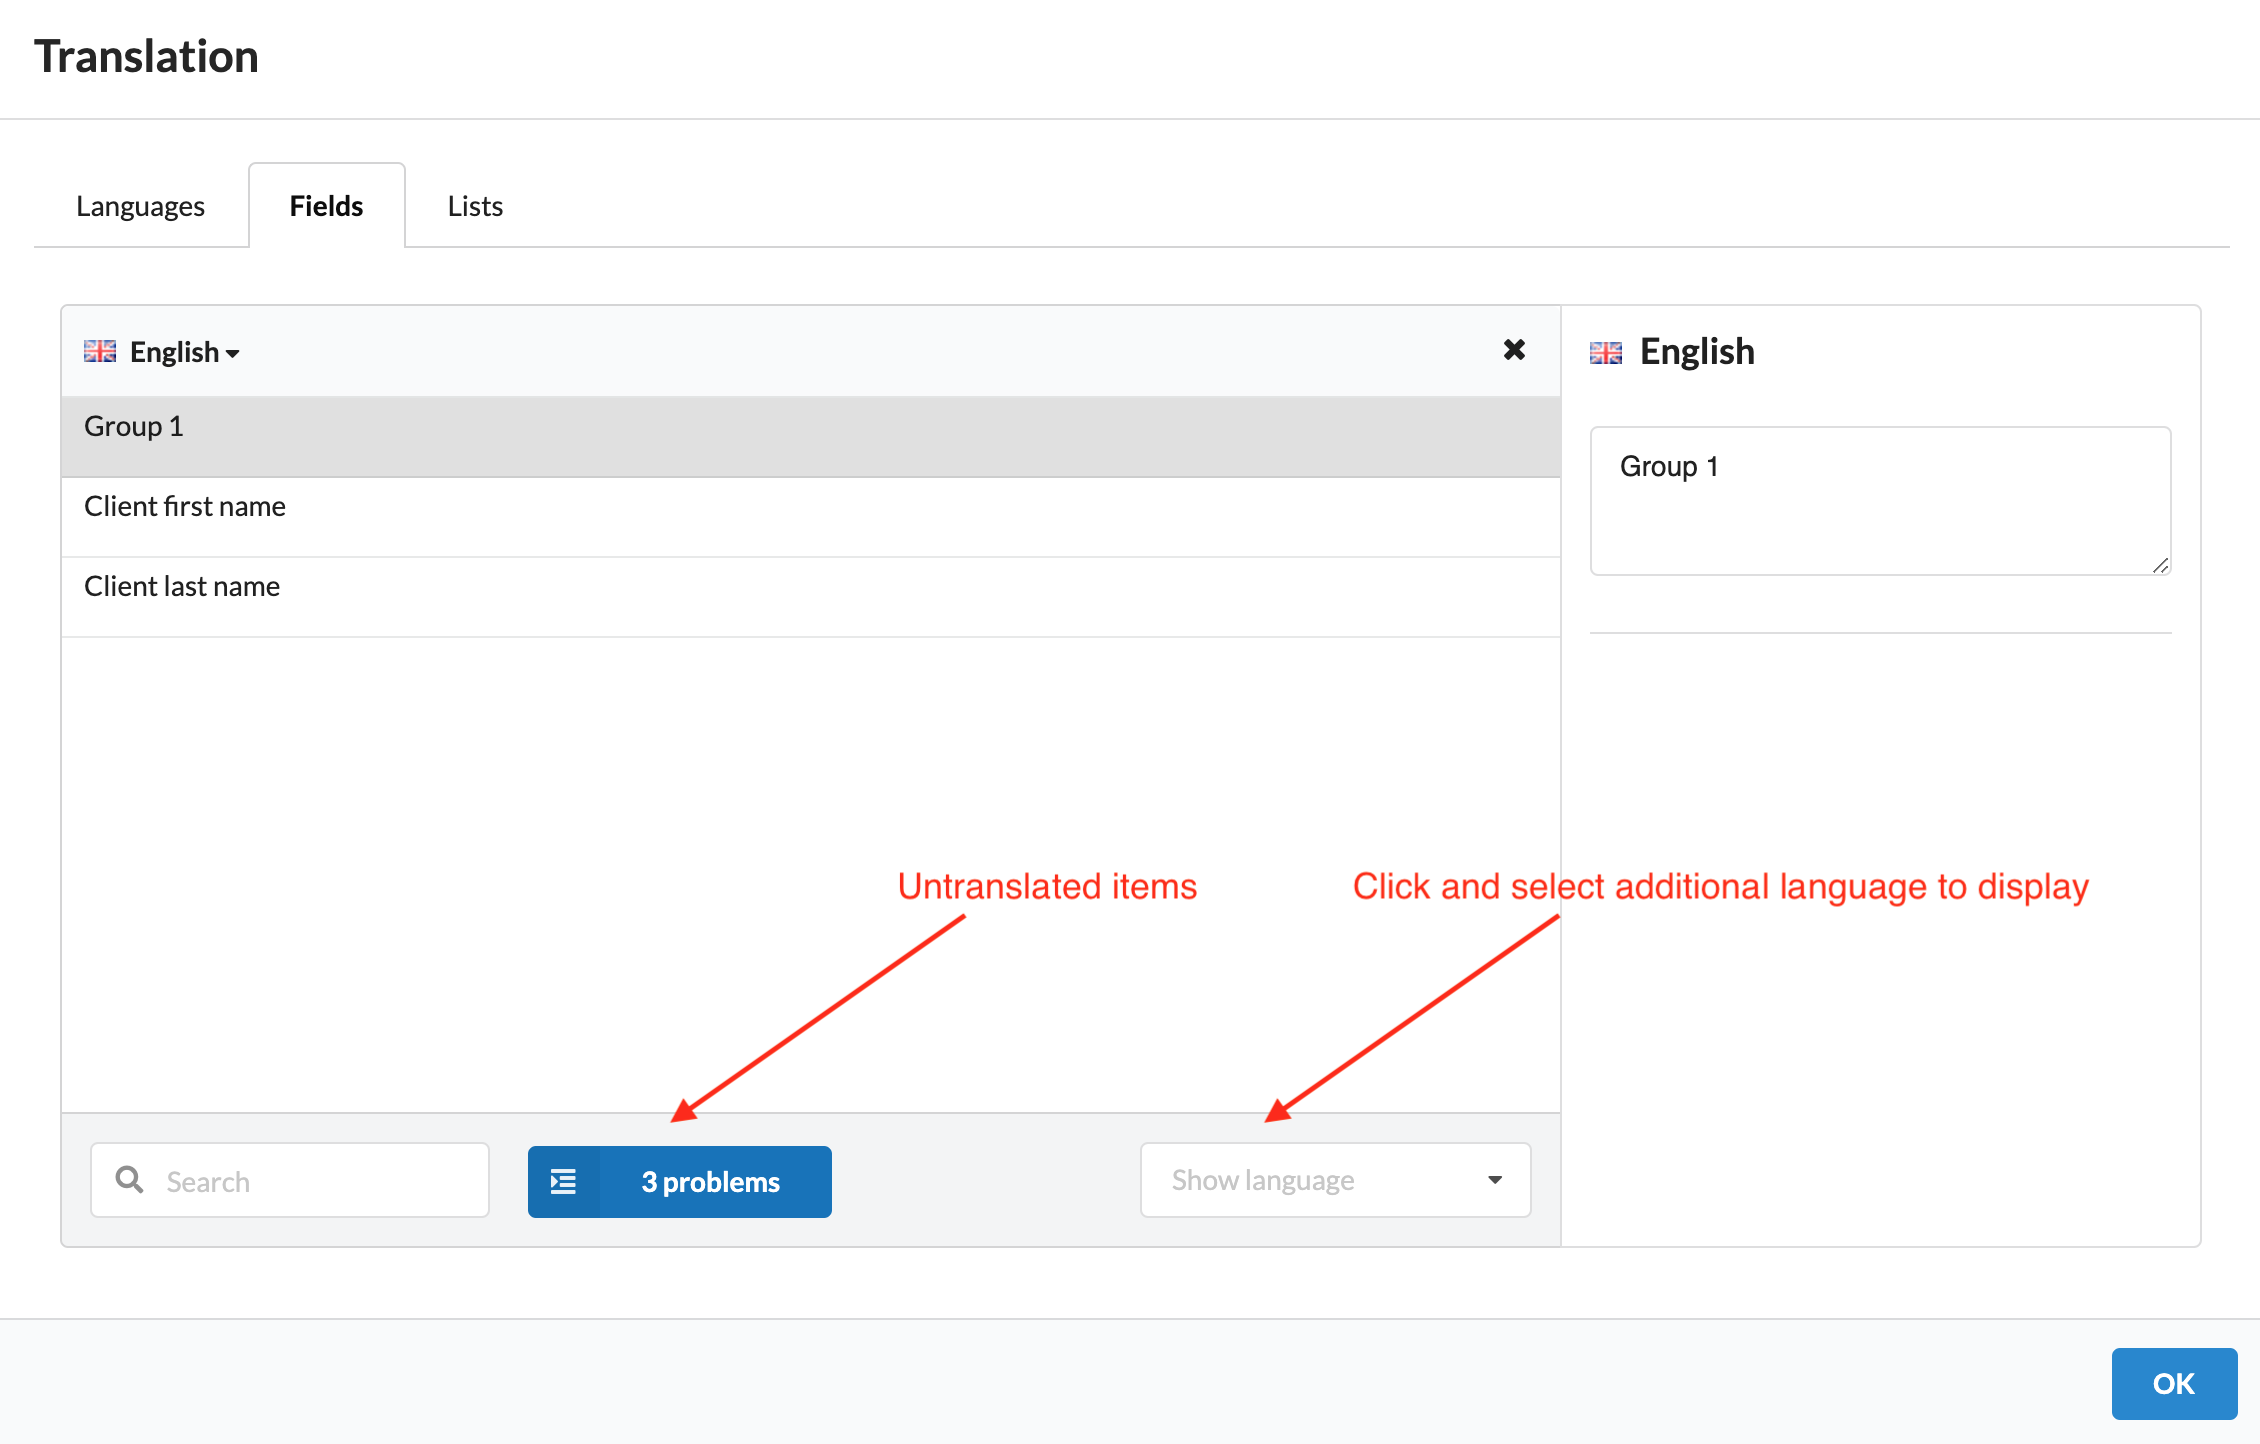 Translation
Languages
Fields
Lists
English
Group 1
Client first name
Client last name
English
Group 1
Untranslated items
Click and select additional language to display
Search
3 problems
Show language
OK